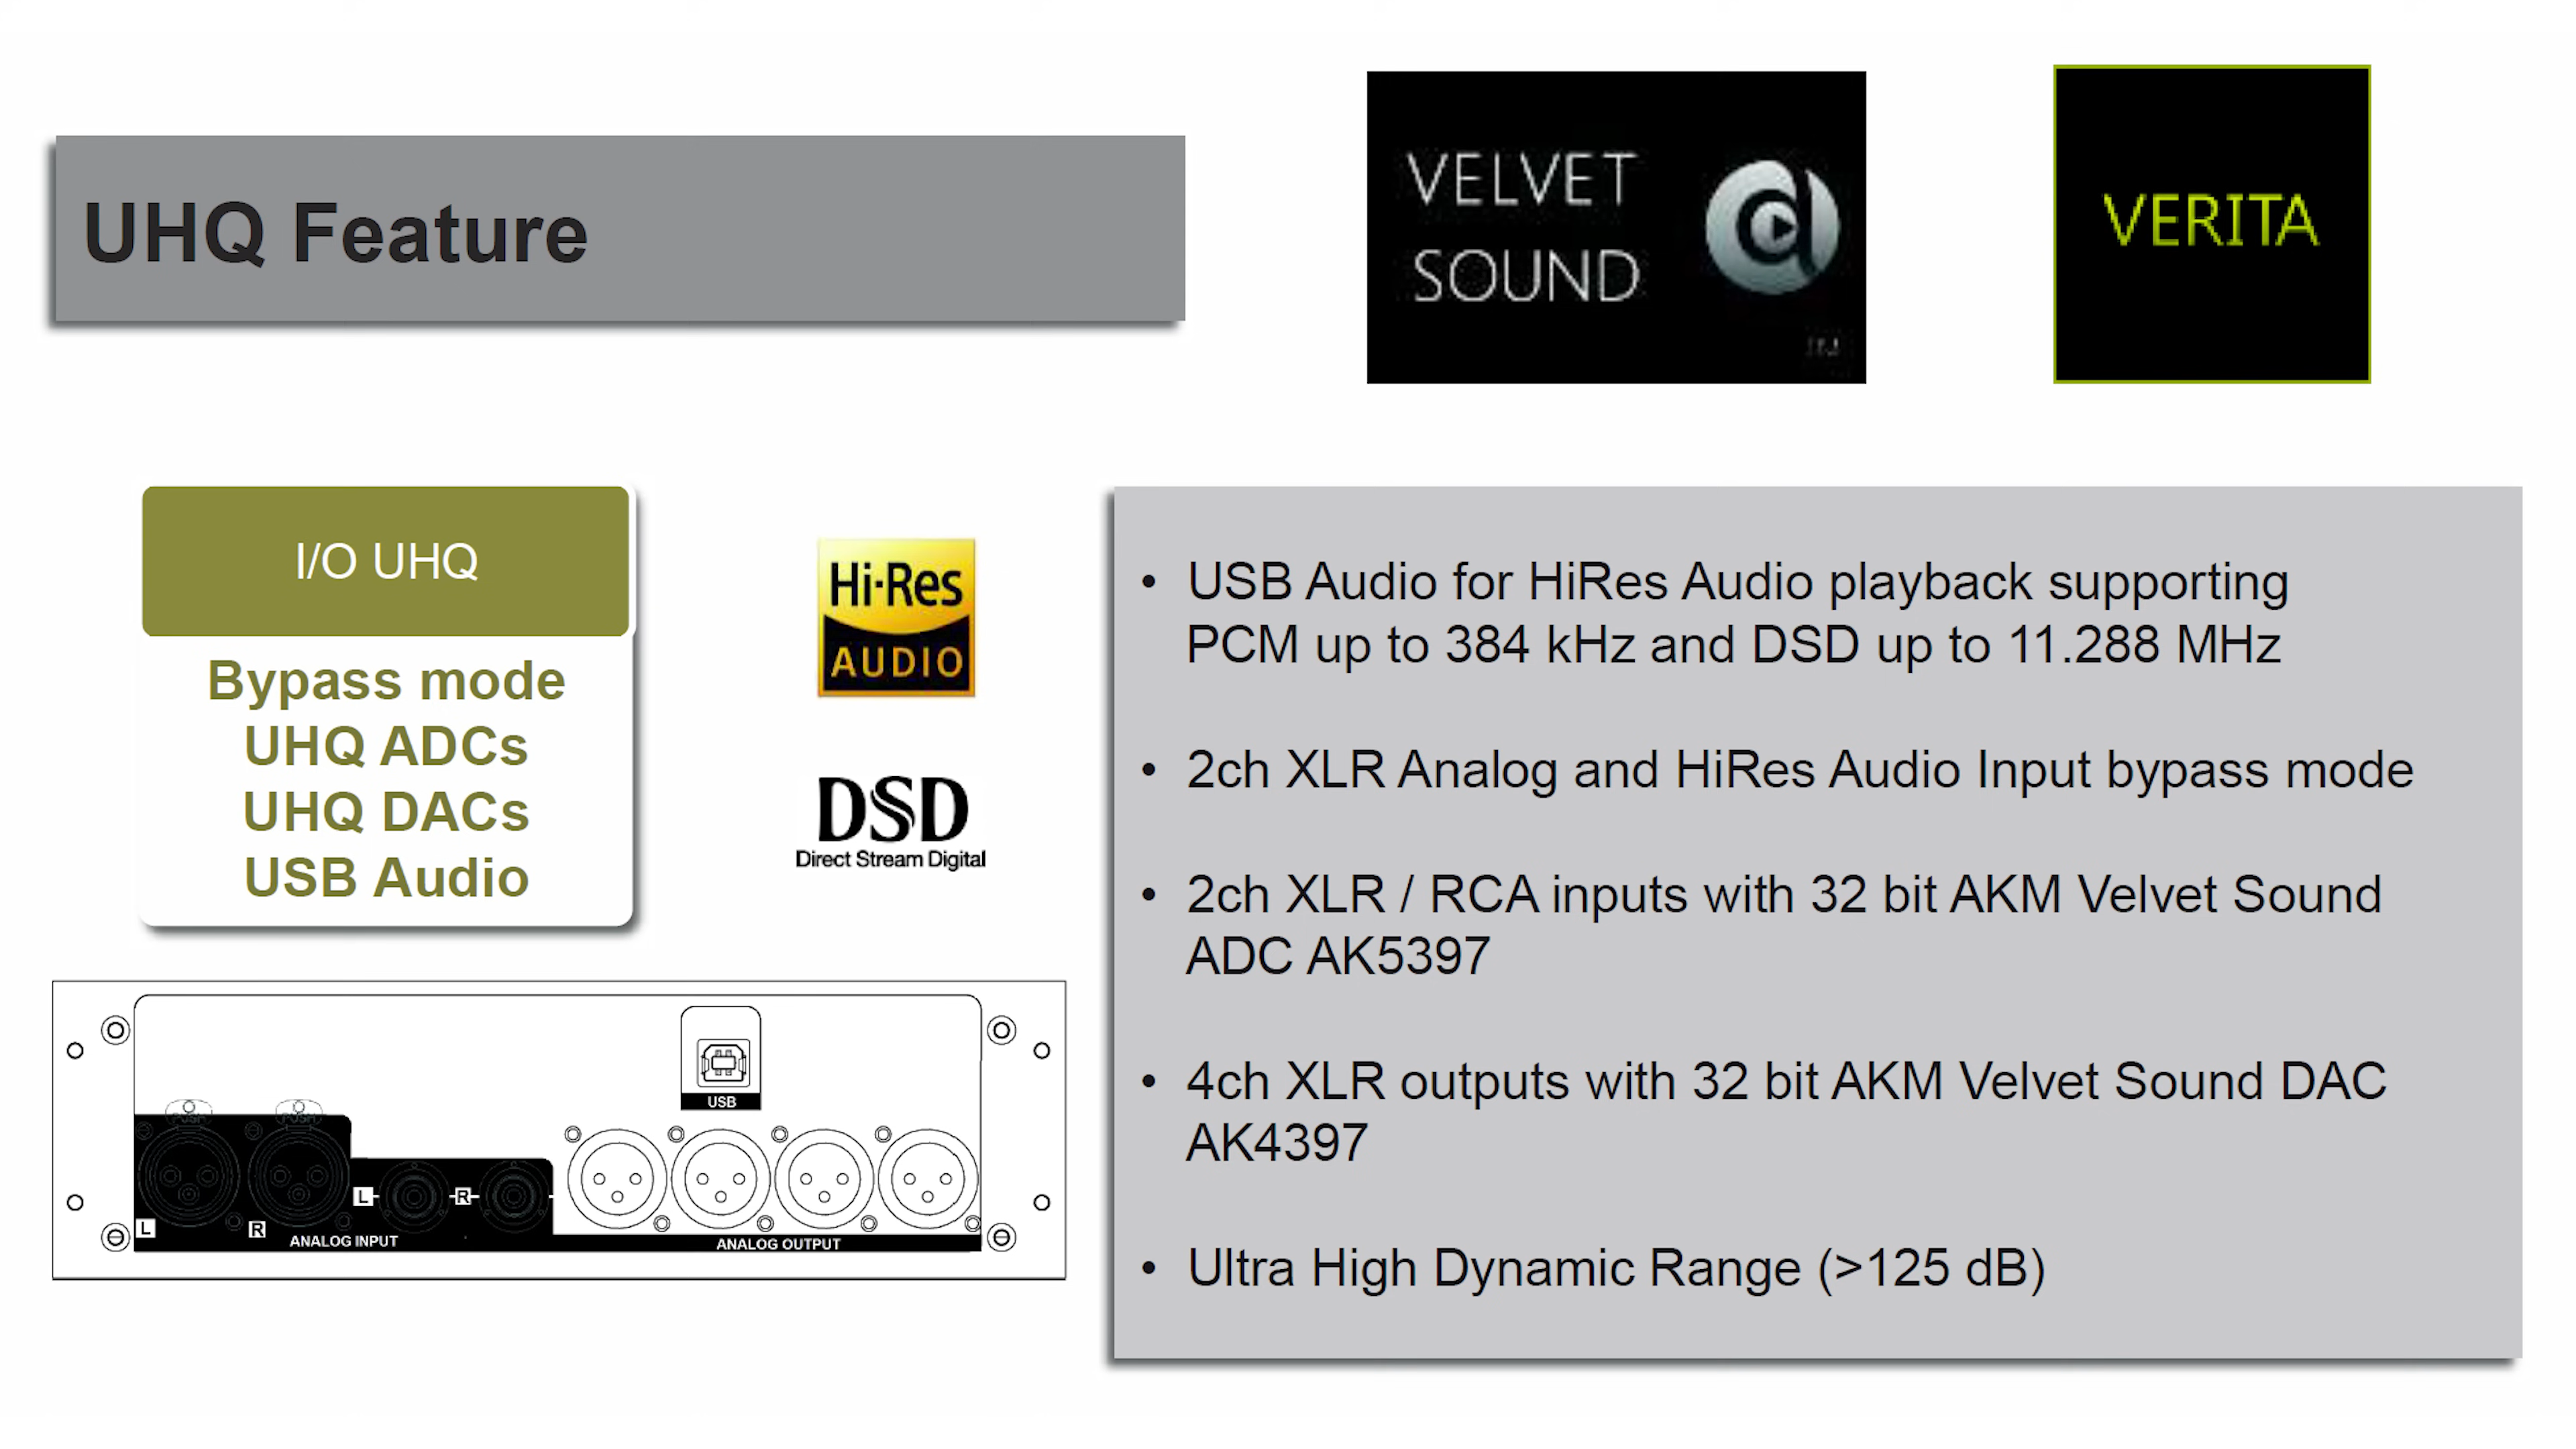 VELVET
SOUND
VERITA
UHQ Feature
I/O UHQ
Bypass mode
UHQ ADCs
UHQ DACs
USB Audio
Hi-Res
AUDIO
DSD
Direct Stream Digital
• USB Audio for HiRes Audio playback supporting
PCM up to 384 kHz and DSD up to 11.288 MHz
• 2ch XLR Analog and HiRes Audio Input bypass mode
• 2ch XLR / RCA inputs with 32 bit AKM Velvet Sound
ADC AK5397
• 4ch XLR outputs with 32 bit AKM Velvet Sound DAC
AK4397
• Ultra High Dynamic Range (>125 dB)
USB
PUSH PUSH
L R
L R
ANALOG INPUT
ANALOG OUTPUT